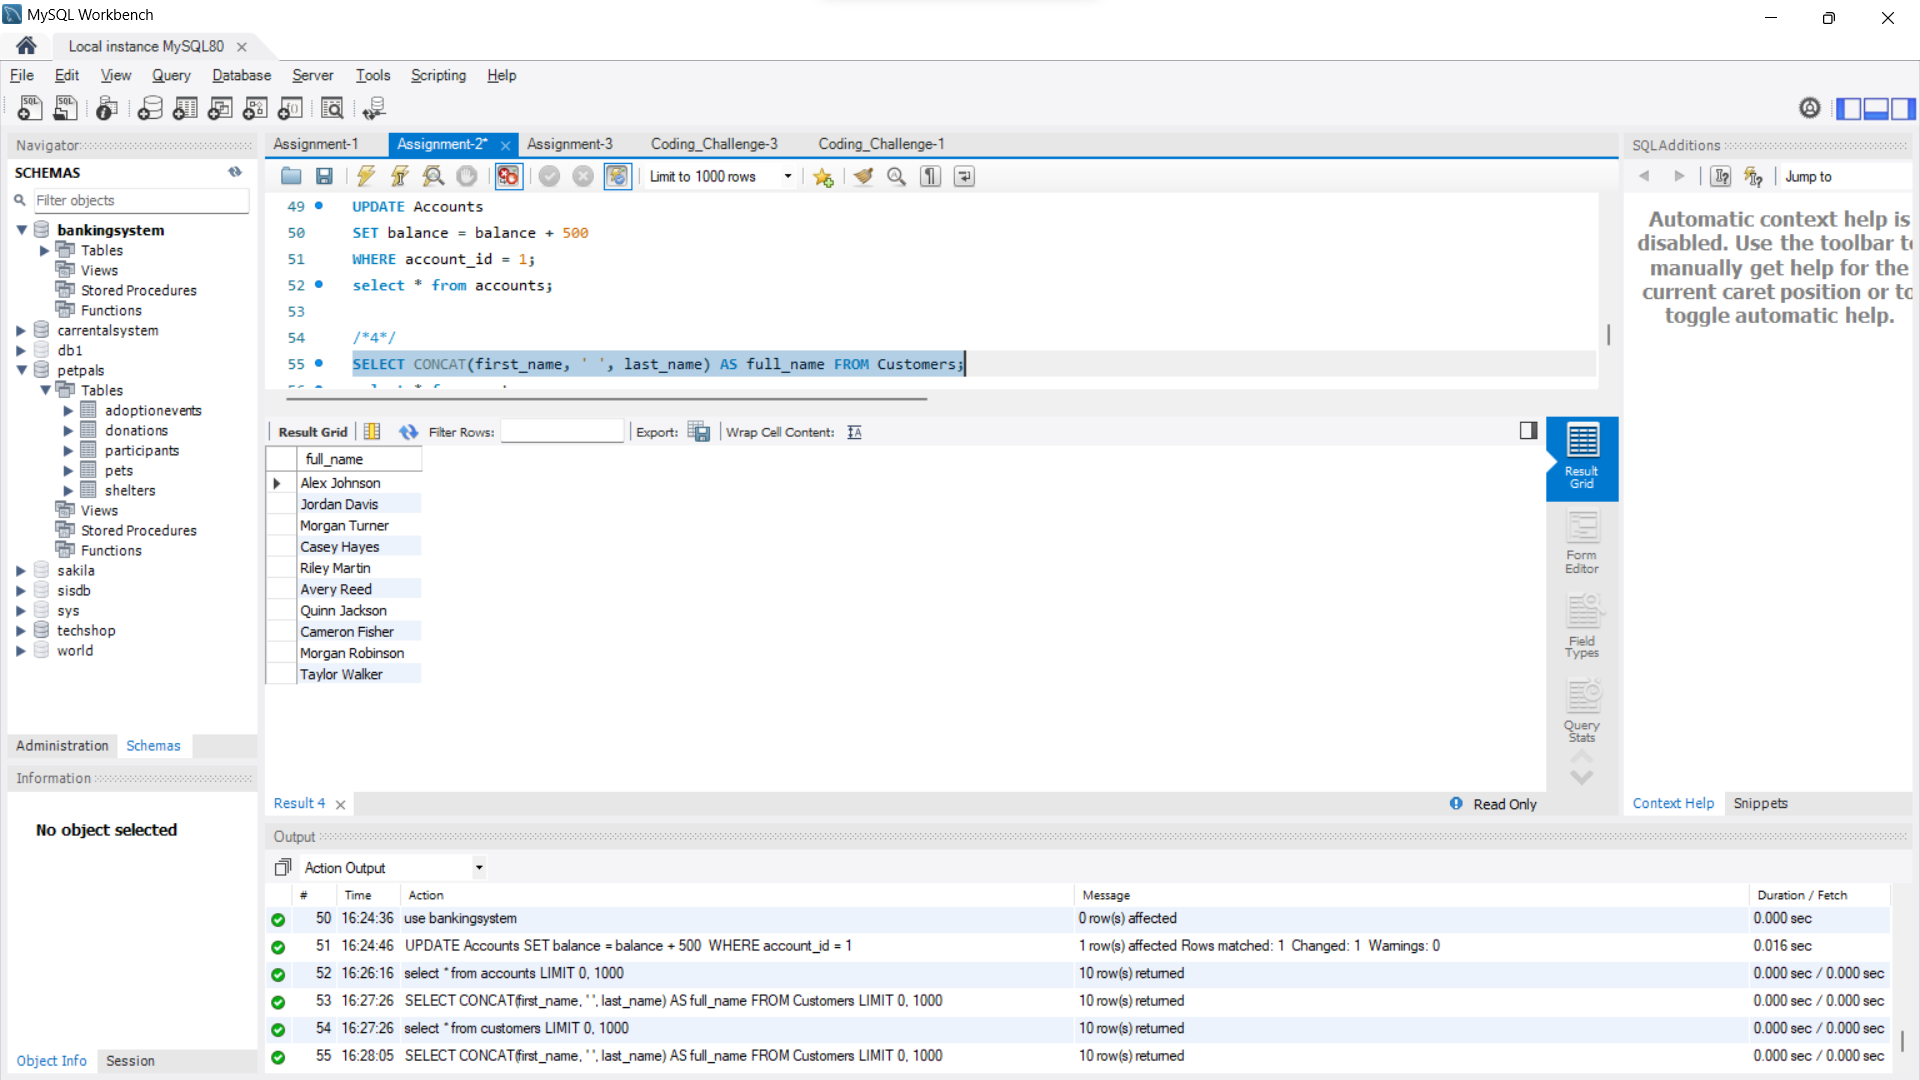 MySQL Workbench
Local instance MySQL80
File Edit View Query Database Server Tools Scripting Help
Navigator
SCHEMAS
Filter objects
bankingsystem
Tables
Views
Stored Procedures
Functions
carrentalsystem
db1
petpals
Tables
adoptionevents
donations
participants
pets
shelters
Views
Stored Procedures
Functions
sakila
sisdb
sys
techshop
world
Administration Schemas
Information
No object selected
Object Info Session
Assignment-1 Assignment-2* Assignment-3 Coding_Challenge-3 Coding_Challenge-1
Limit to 1000 rows
49 UPDATE Accounts
50 SET balance = balance + 500
51 WHERE account_id = 1;
52 select * from accounts;
53
54 /*4*/
55 SELECT CONCAT(first_name, ' ', last_name) AS full_name FROM Customers;
Result Grid Filter Rows: Export: Wrap Cell Content:
full_name
Alex Johnson
Jordan Davis
Morgan Turner
Casey Hayes
Riley Martin
Avery Reed
Quinn Jackson
Cameron Fisher
Morgan Robinson
Taylor Walker
Result
Grid
Form
Editor
Field
Types
Query
Stats
Result 4
Read Only
SQLAdditions
Jump to
Automatic context help is
disabled. Use the toolbar
manually get help for the
current caret position or to
toggle automatic help.
Context Help Snippets
Output
Action Output
# Time Action Message Duration / Fetch
50 16:24:36 use bankingsystem 0 row(s) affected 0.000 sec
51 16:24:46 UPDATE Accounts SET balance = balance + 500 WHERE account_id = 1 1 row(s) affected Rows matched: 1 Changed: 1 Warnings: 0 0.016 sec
52 16:26:16 select * from accounts LIMIT 0, 1000 10 row(s) returned 0.000 sec / 0.000 sec
53 16:27:26 SELECT CONCAT(first_name, ' ', last_name) AS full_name FROM Customers LIMIT 0, 1000 10 row(s) returned 0.000 sec / 0.000 sec
54 16:27:26 select * from customers LIMIT 0, 1000 10 row(s) returned 0.000 sec / 0.000 sec
55 16:28:05 SELECT CONCAT(first_name, ' ', last_name) AS full_name FROM Customers LIMIT 0, 1000 10 row(s) returned 0.000 sec / 0.000 sec